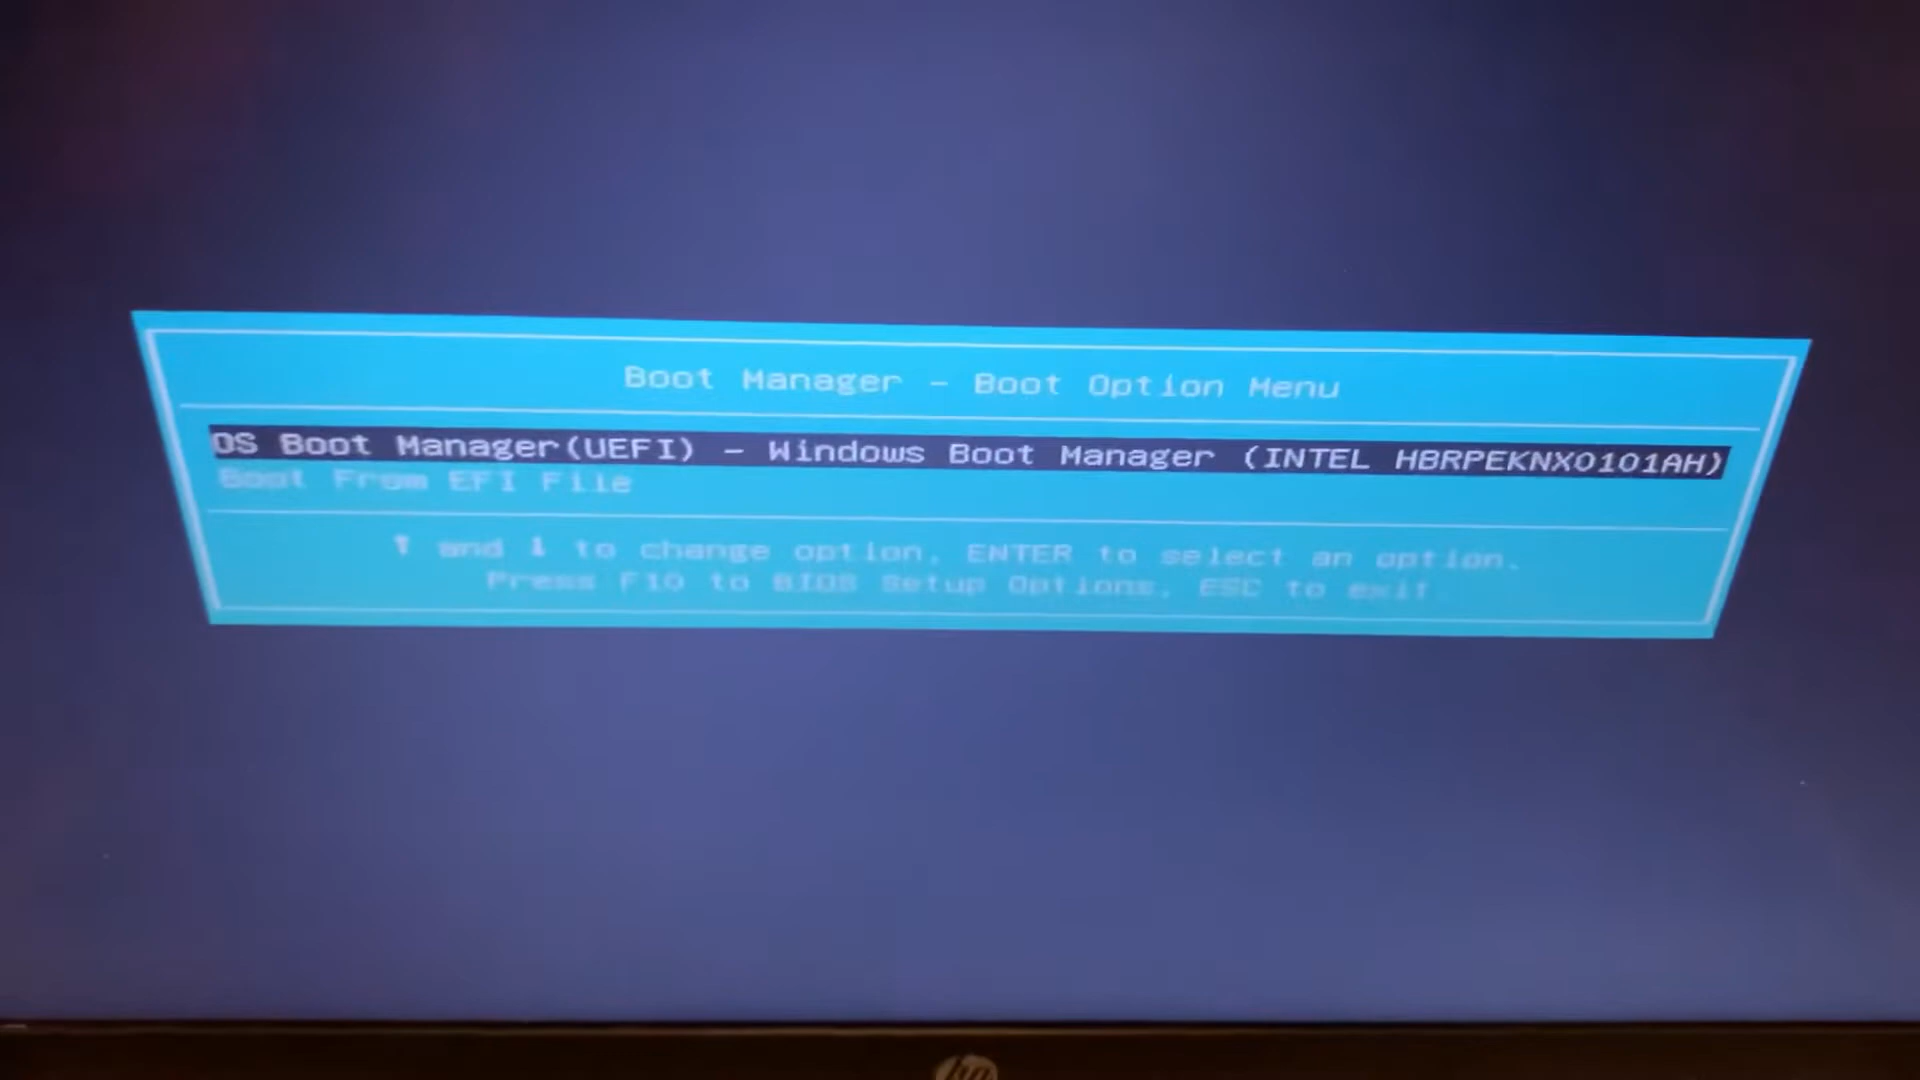 Boot Manager - Boot Option Menu
OS Boot Manager(UEFI) - Windows Boot Manager (INTEL HBRPEKNX0101AH)
Boot From EFI File
↑ and ↓ to change option, ENTER to select an option.
Press F10 to BIOS Setup Options, ESC to exit
hp